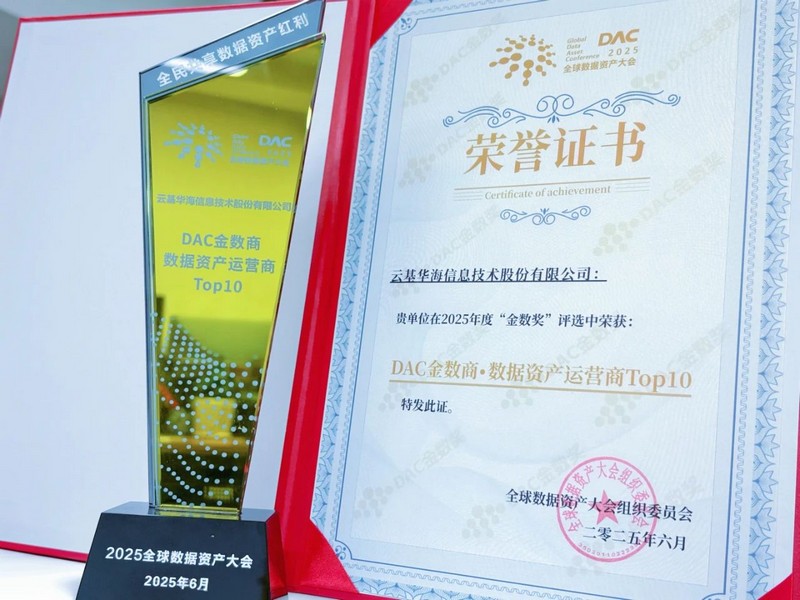 全民共享数据资产红利
DAC
云基华海信息技术股份有限公司
DAC金数商
数据资产运营商
Top10
2025全球数据资产大会
2025年6月
Global
Data
Asset
Conference
DAC
2025
全球数据资产大会
荣誉证书
Certificate of achievement
云基华海信息技术股份有限公司：
贵单位在2025年度“金数奖”评选中荣获：
DAC金数商•数据资产运营商Top10
特发此证。
全球数据资产大会组织委员会
二零二五年六月
DAC金数奖